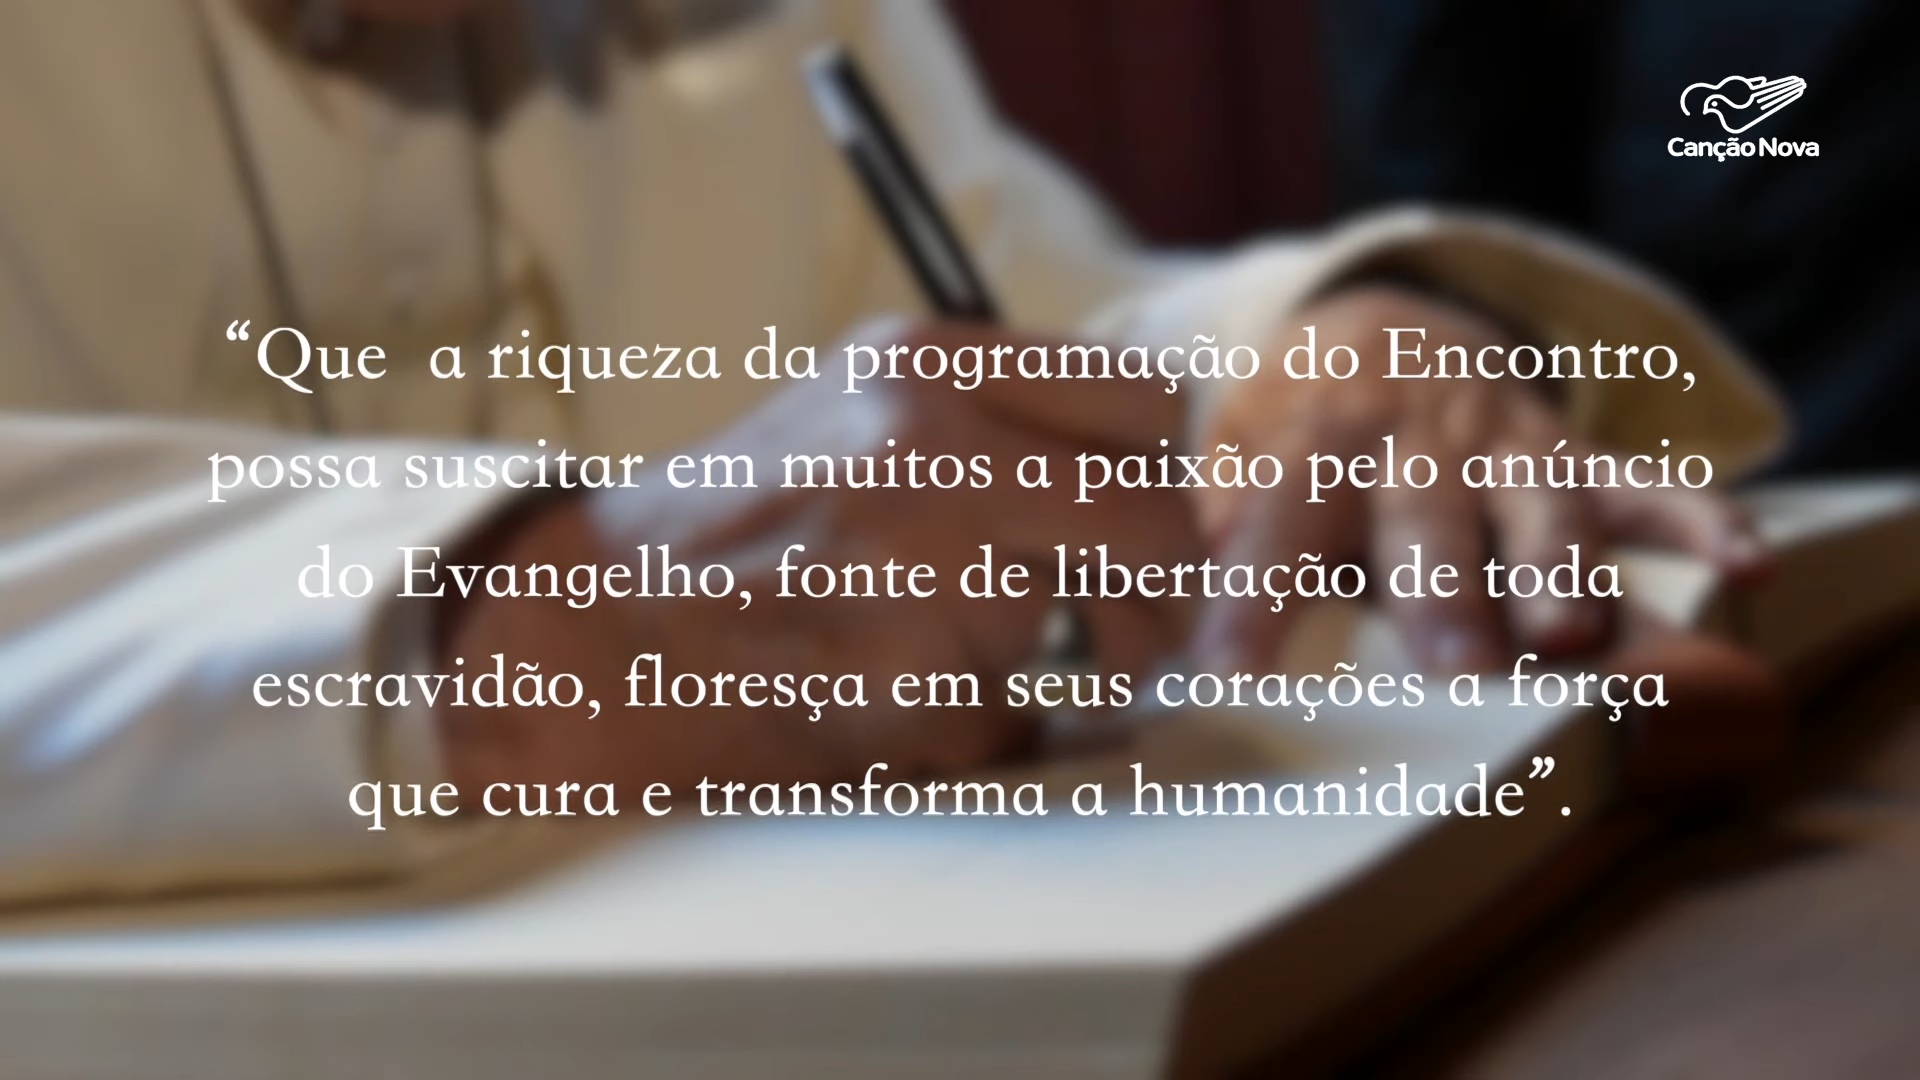 Canção Nova
“Que a riqueza da programação do Encontro,
possa suscitar em muitos a paixão pelo anúncio
do Evangelho, fonte de libertação de toda
escravidão, floresça em seus corações a força
que cura e transforma a humanidade”.